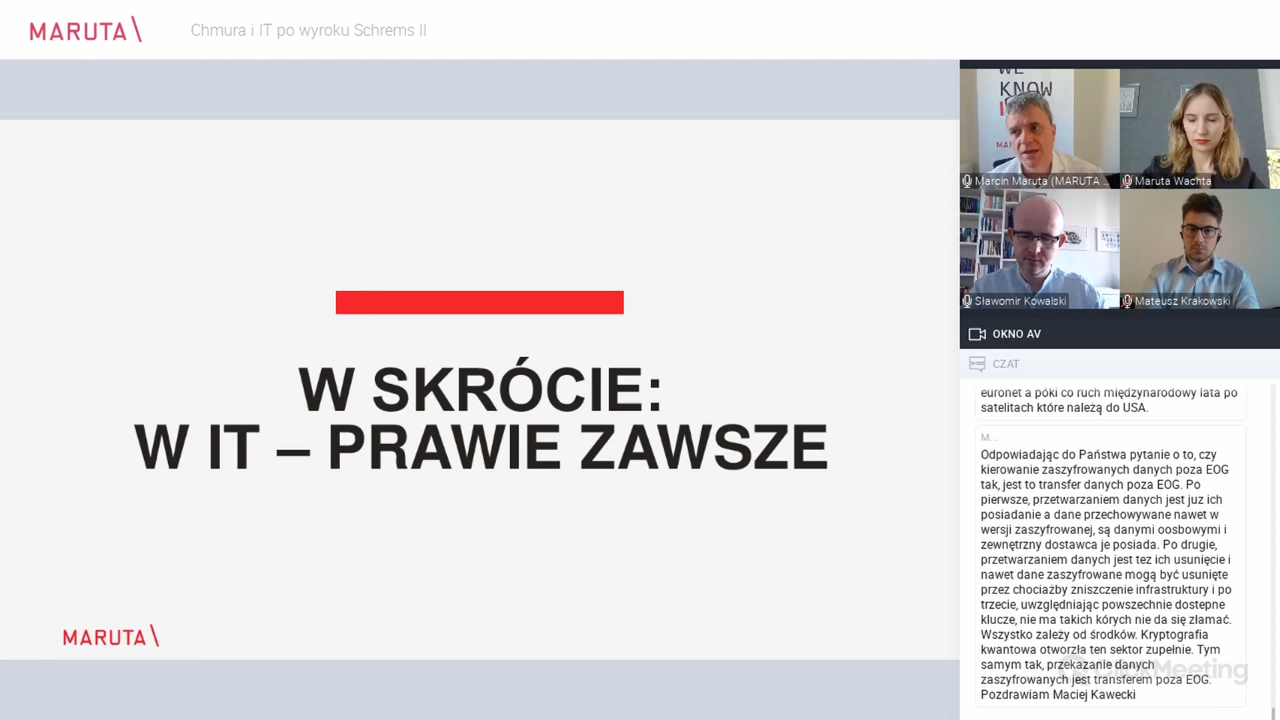 MARUTA\
Chmura i IT po wyroku Schrems II
W SKRÓCIE:
W IT – PRAWIE ZAWSZE
MARUTA\
WE
KNOW
MA
Marcin Maruta (MARUTA ...
Maruta Wachta
Sławomir Kowalski
Mateusz Krakowski
OKNO AV
CZAT
euronet a póki co ruch międzynarodowy lata po
satelitach które należą do USA.
M...
Odpowiadając do Państwa pytanie o to, czy
kierowanie zaszyfrowanych danych poza EOG
tak, jest to transfer danych poza EOG. Po
pierwsze, przetwarzaniem danych jest juz ich
posiadanie a dane przechowywane nawet w
wersji zaszyfrowanej, są danymi oosbowymi i
zewnętrzny dostawca je posiada. Po drugie,
przetwarzaniem danych jest tez ich usunięcie i
nawet dane zaszyfrowane mogą być usunięte
przez chociażby zniszczenie infrastruktury i po
trzecie, uwzględniając powszechnie dostepne
klucze, nie ma takich kórych nie da się złamać.
Wszystko zależy od środków. Kryptografia
kwantowa otworzła ten sektor zupełnie. Tym
samym tak, przekazanie danych
zaszyfrowanych jest transferem poza EOG.
Pozdrawiam Maciej Kawecki
ClickMeeting